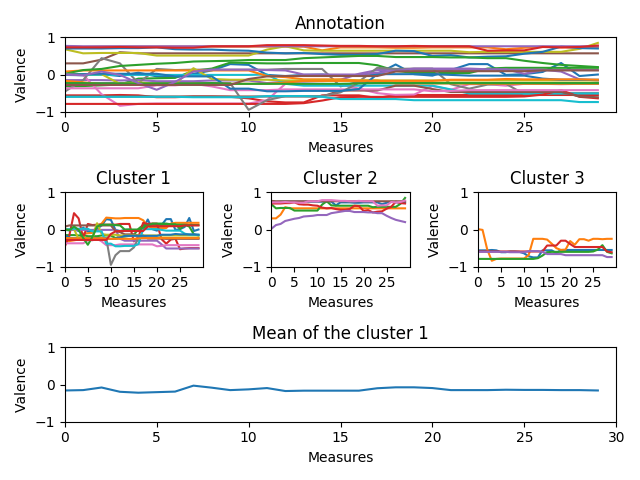 Annotation
Valence
1
0
−1
0 5 10 15 20 25
Measures
Cluster 1 Cluster 2 Cluster 3
Valence Valence Valence
1 1 1
0 0 0
−1 −1 −1
0 5 10 15 20 25 0 5 10 15 20 25 0 5 10 15 20 25
Measures Measures Measures
Mean of the cluster 1
Valence
1
0
−1
0 5 10 15 20 25 30
Measures